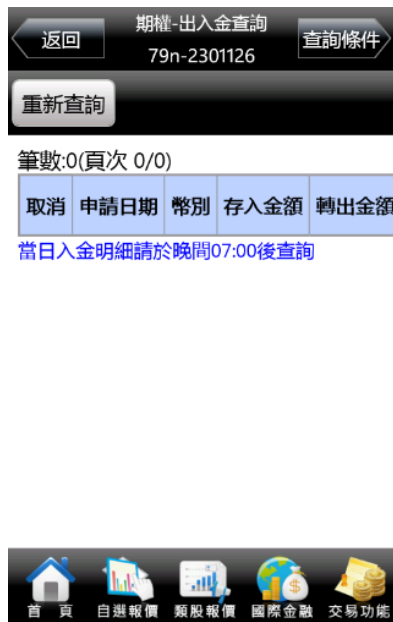 返回
期權-出入金查詢
79n-2301126
查詢條件
重新查詢
筆數:0(頁次 0/0)
取消 申請日期 幣別 存入金額 轉出金額
當日入金明細請於晚間07:00後查詢
首 頁 自選報價 類股報價 國際金融 交易功能